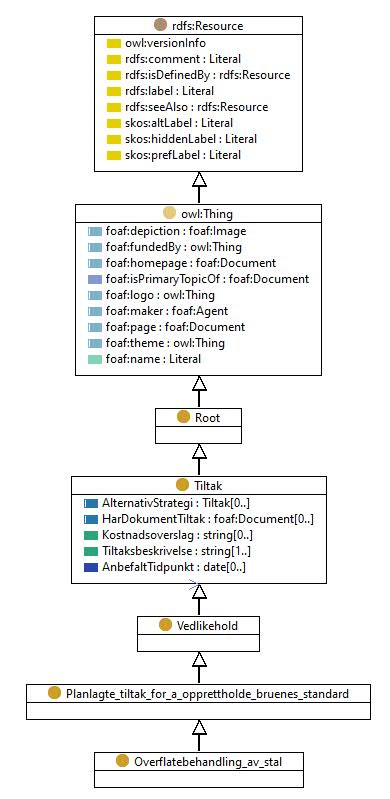 rdfs:Resource
owl:versionInfo
rdfs:comment : Literal
rdfs:isDefinedBy : rdfs:Resource
rdfs:label : Literal
rdfs:seeAlso : rdfs:Resource
skos:altLabel : Literal
skos:hiddenLabel : Literal
skos:prefLabel : Literal
owl:Thing
foaf:depiction : foaf:Image
foaf:fundedBy : owl:Thing
foaf:homepage : foaf:Document
foaf:isPrimaryTopicOf : foaf:Document
foaf:logo : owl:Thing
foaf:maker : foaf:Agent
foaf:page : foaf:Document
foaf:theme : owl:Thing
foaf:name : Literal
Root
Tiltak
AlternativStrategi : Tiltak[0..]
HarDokumentTiltak : foaf:Document[0..]
Kostnadsoverslag : string[0..]
Tiltaksbeskrivelse : string[1..]
AnbefaltTidpunkt : date[0..]
Vedlikehold
Planlagte_tiltak_for_a_opprettholde_bruenes_standard
Overflatebehandling_av_stal